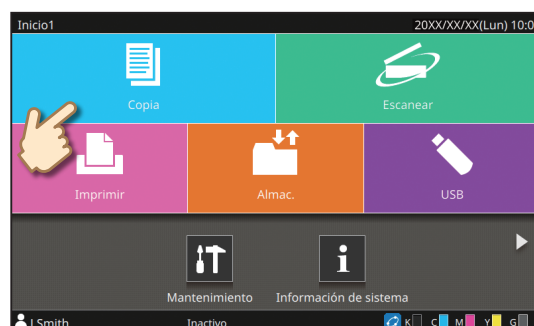 Inicio1 20XX/XX/XX(Lun) 10:0
Copia Escanear
Imprimir Almac. USB
Mantenimiento Información de sistema
J.Smith Inactivo K C M Y G